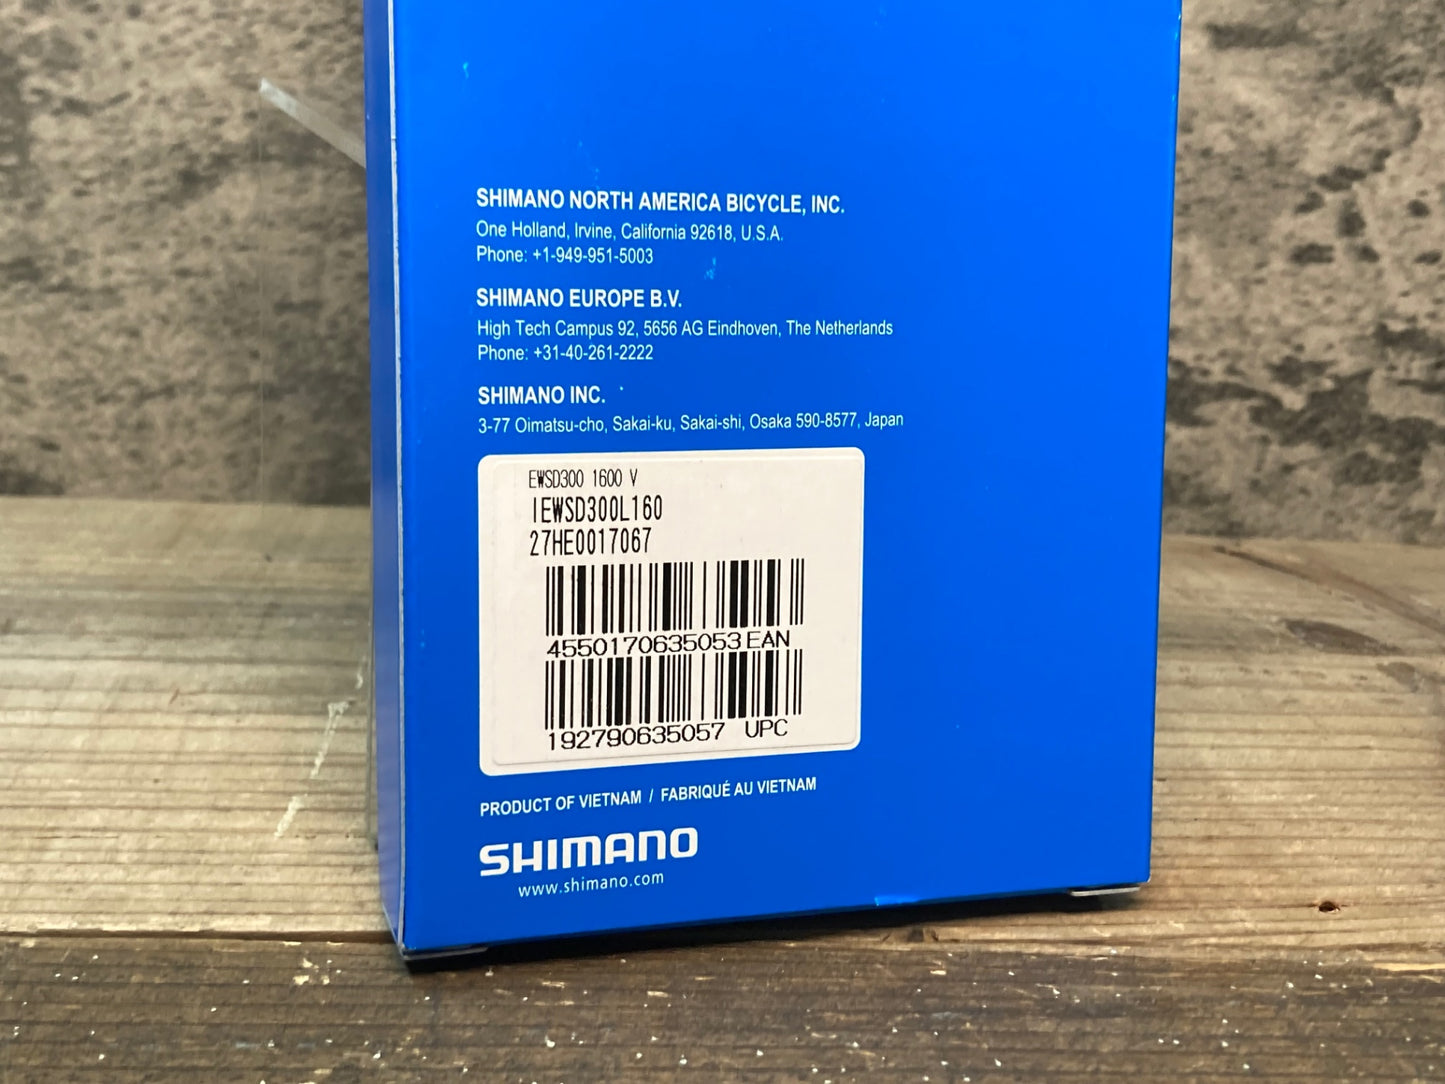 SHIMANO NORTH AMERICA BICYCLE, INC.
One Holland, Irvine, California 92618, U.S.A.
Phone: +1-949-951-5003
SHIMANO EUROPE B.V.
High Tech Campus 92, 5656 AG Eindhoven, The Netherlands
Phone: +31-40-261-2222
SHIMANO INC.
3-77 Oimatsu-cho, Sakai-ku, Sakai-shi, Osaka 590-8577, Japan
EWSD300 1600 V
IEWSD300L160
27HE0017067
4550170635053 EAN
192790635057 UPC
PRODUCT OF VIETNAM / FABRIQUÉ AU VIETNAM
SHIMANO
www.shimano.com